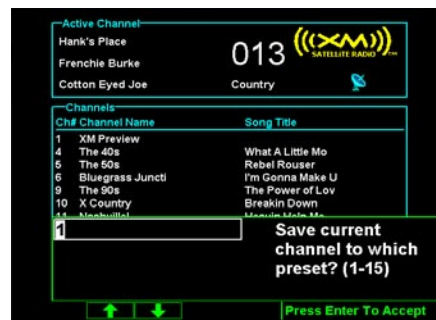 Active Channel
Hank's Place
Frenchie Burke
Cotton Eyed Joe
013
Country
((XM))
SATELLITE RADIO
Channels
Ch# Channel Name Song Title
1 XM Preview
4 The 40s What A Little Mo
5 The 50s Rebel Rouser
6 Bluegrass Juncti I'm Gonna Make U
9 The 90s The Power of Lov
10 X Country Breakin Down
11 Nashville!
1
Save current
channel to which
preset? (1-15)
Press Enter To Accept